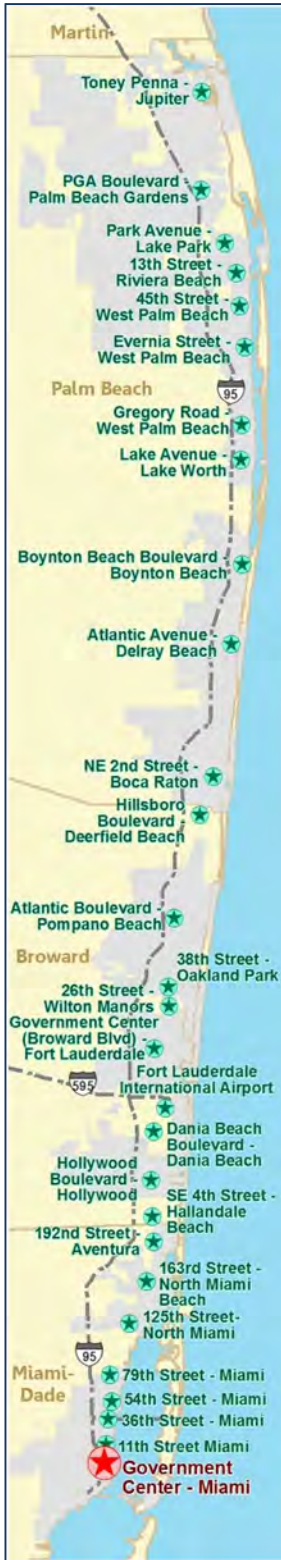 Martin
Toney Penna -
Jupiter
PGA Boulevard -
Palm Beach Gardens
Park Avenue -
Lake Park
13th Street -
Riviera Beach
45th Street -
West Palm Beach
Evernia Street -
West Palm Beach
Palm Beach
95
Gregory Road -
West Palm Beach
Lake Avenue -
Lake Worth
Boynton Beach Boulevard -
Boynton Beach
Atlantic Avenue -
Delray Beach
NE 2nd Street -
Boca Raton
Hillsboro
Boulevard -
Deerfield Beach
Atlantic Boulevard -
Pompano Beach
Broward
38th Street -
Oakland Park
26th Street -
Wilton Manors
Government Center
(Broward Blvd) -
Fort Lauderdale
595
Fort Lauderdale
International Airport
Dania Beach
Boulevard -
Dania Beach
Hollywood
Boulevard -
Hollywood
SE 4th Street -
Hallandale
Beach
192nd Street -
Aventura
163rd Street -
North Miami
Beach
125th Street-
North Miami
95
Miami-
Dade
79th Street - Miami
54th Street - Miami
36th Street - Miami
11th Street Miami
Government
Center - Miami